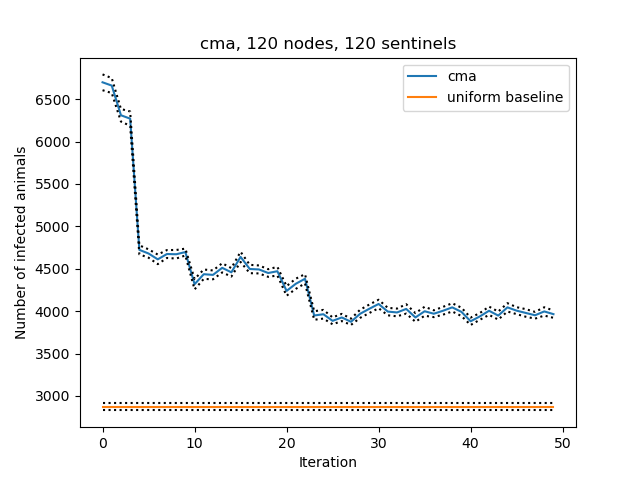 cma, 120 nodes, 120 sentinels
cma
uniform baseline
Number of infected animals
6500
6000
5500
5000
4500
4000
3500
3000
0
10
20
30
40
50
Iteration